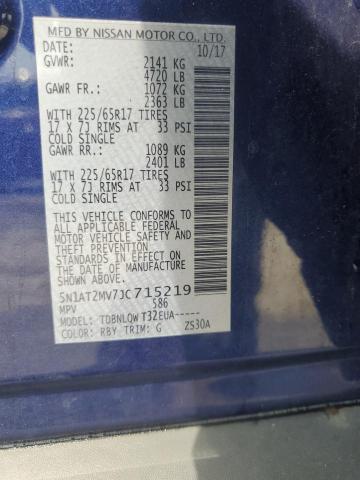 MFD BY NISSAN MOTOR CO., LTD.
DATE: 10/17
GVWR: 2141 KG
4720 LB
GAWR FR.: 1072 KG
2363 LB
WITH 225/65R17 TIRES
17 X 7J RIMS AT 33 PSI
COLD SINGLE
GAWR RR.: 1089 KG
2401 LB
WITH 225/65R17 TIRES
17 X 7J RIMS AT 33 PSI
COLD SINGLE
THIS VEHICLE CONFORMS TO
ALL APPLICABLE FEDERAL
MOTOR VEHICLE SAFETY AND
THEFT PREVENTION
STANDARDS IN EFFECT ON THE
DATE OF MANUFACTURE
SHOWN ABOVE.
5N1AT2MV7JC715219
MPV 586
MODEL: TDBNLQW T32EUA-----
COLOR: RBY TRIM: G ZS30A